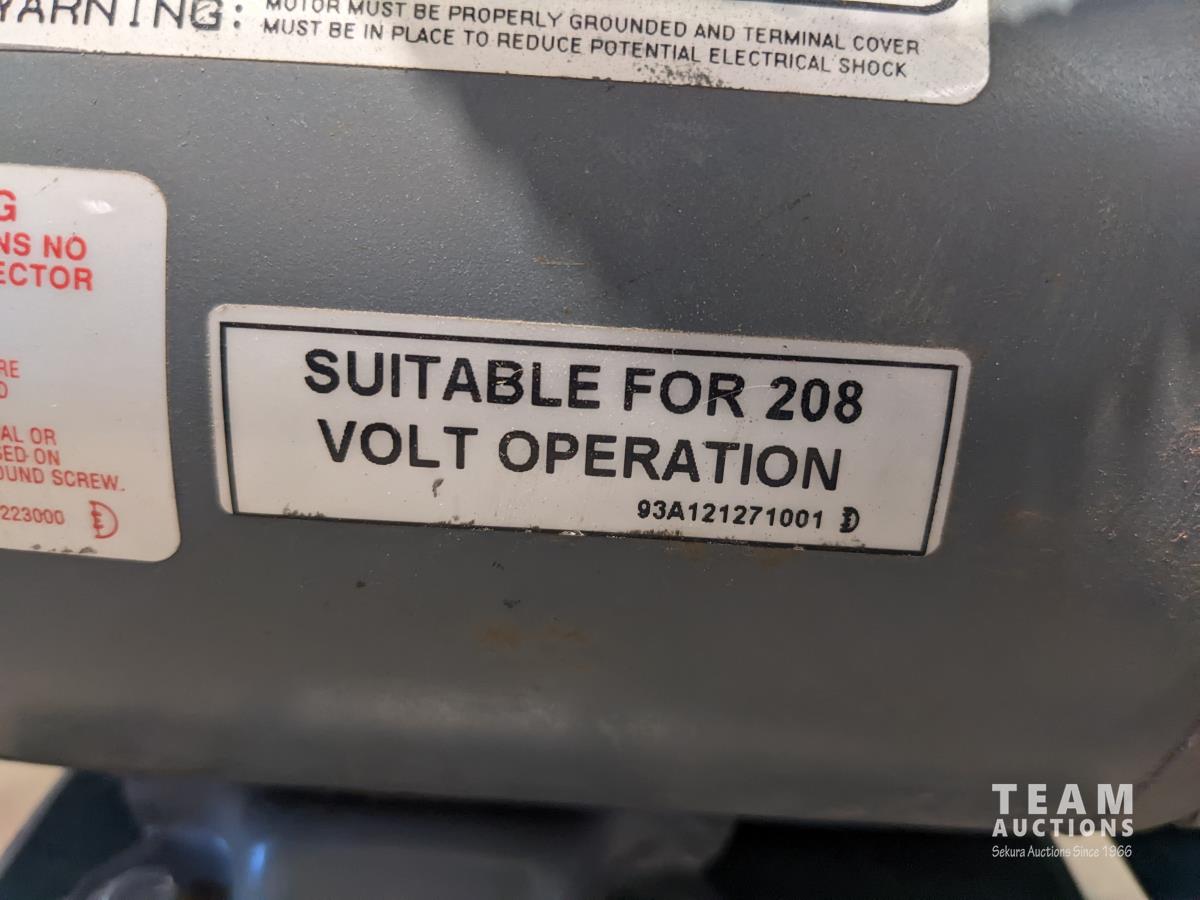 WARNING: MOTOR MUST BE PROPERLY GROUNDED AND TERMINAL COVER
MUST BE IN PLACE TO REDUCE POTENTIAL ELECTRICAL SHOCK
G
NS NO
ECTOR
RE
D
AL OR
SED ON
OUND SCREW.
223000
SUITABLE FOR 208
VOLT OPERATION
93A121271001
TEAM
AUCTIONS
Sekura Auctions Since 1966